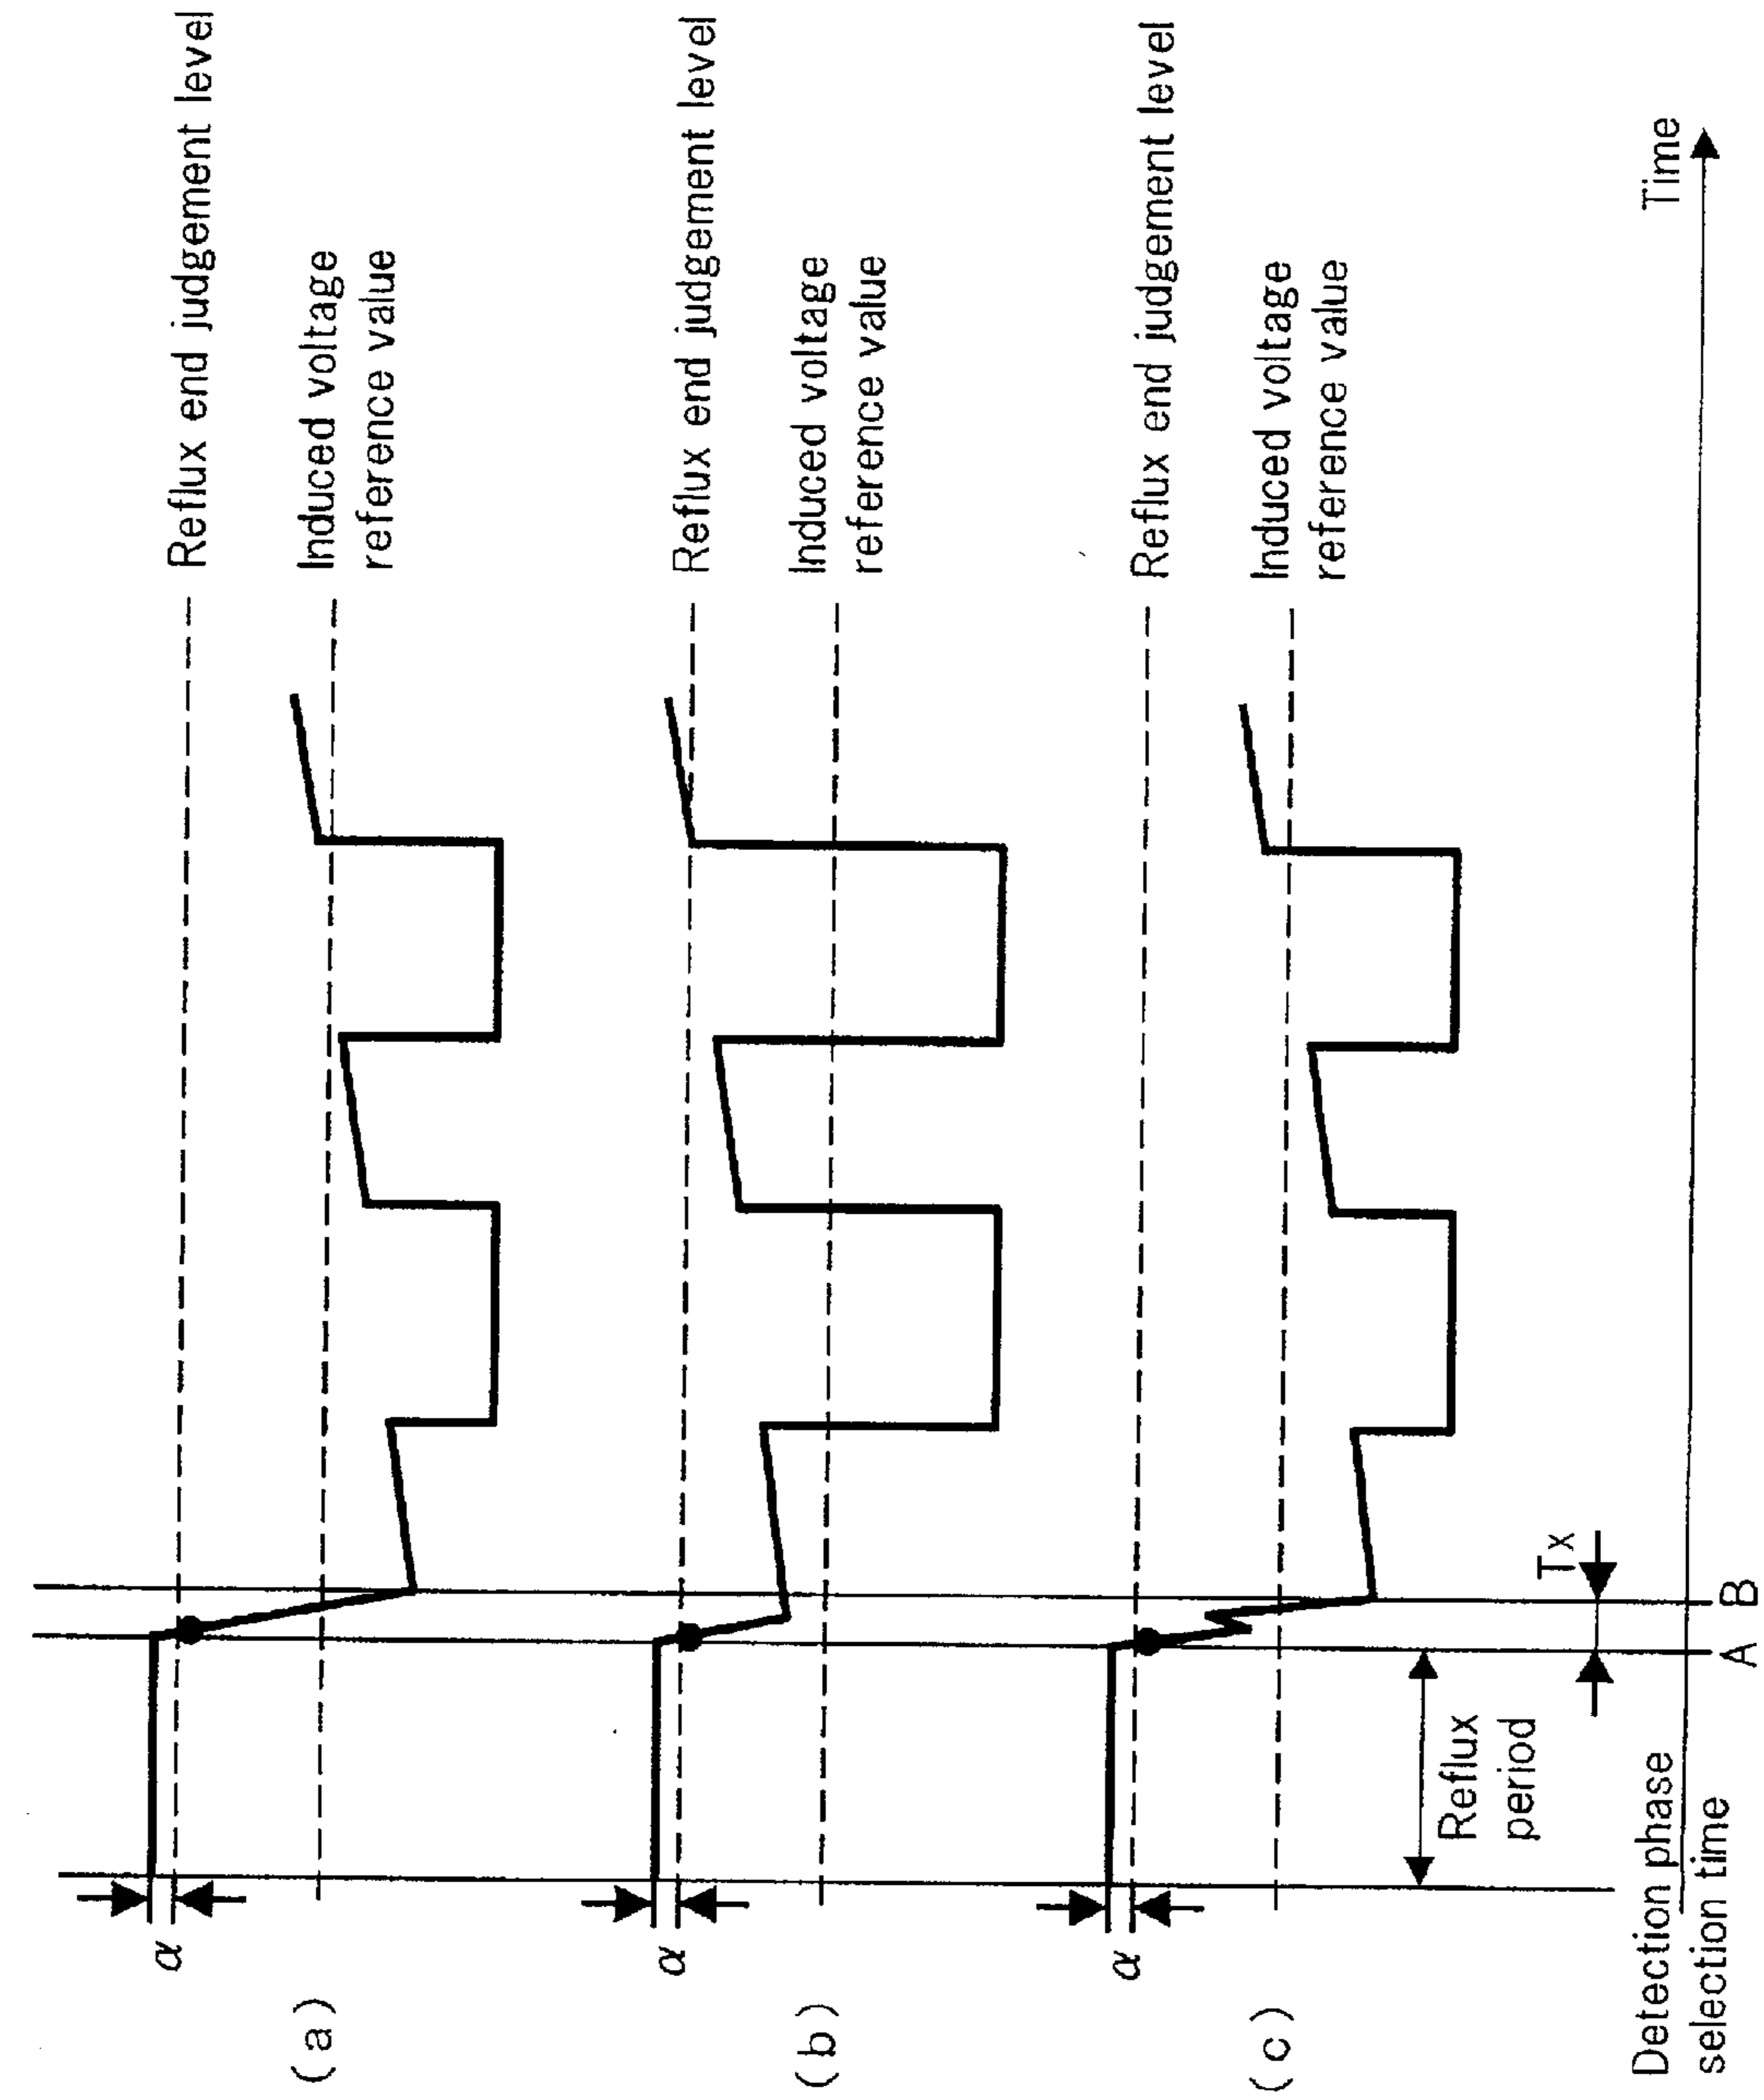 Reflux end judgement level
Induced voltage
reference value
α
(a)
Reflux end judgement level
Induced voltage
reference value
α
(b)
Reflux end judgement level
Induced voltage
reference value
α
(c)
Reflux
period
Tx
Time
A
B
Detection phase
selection time